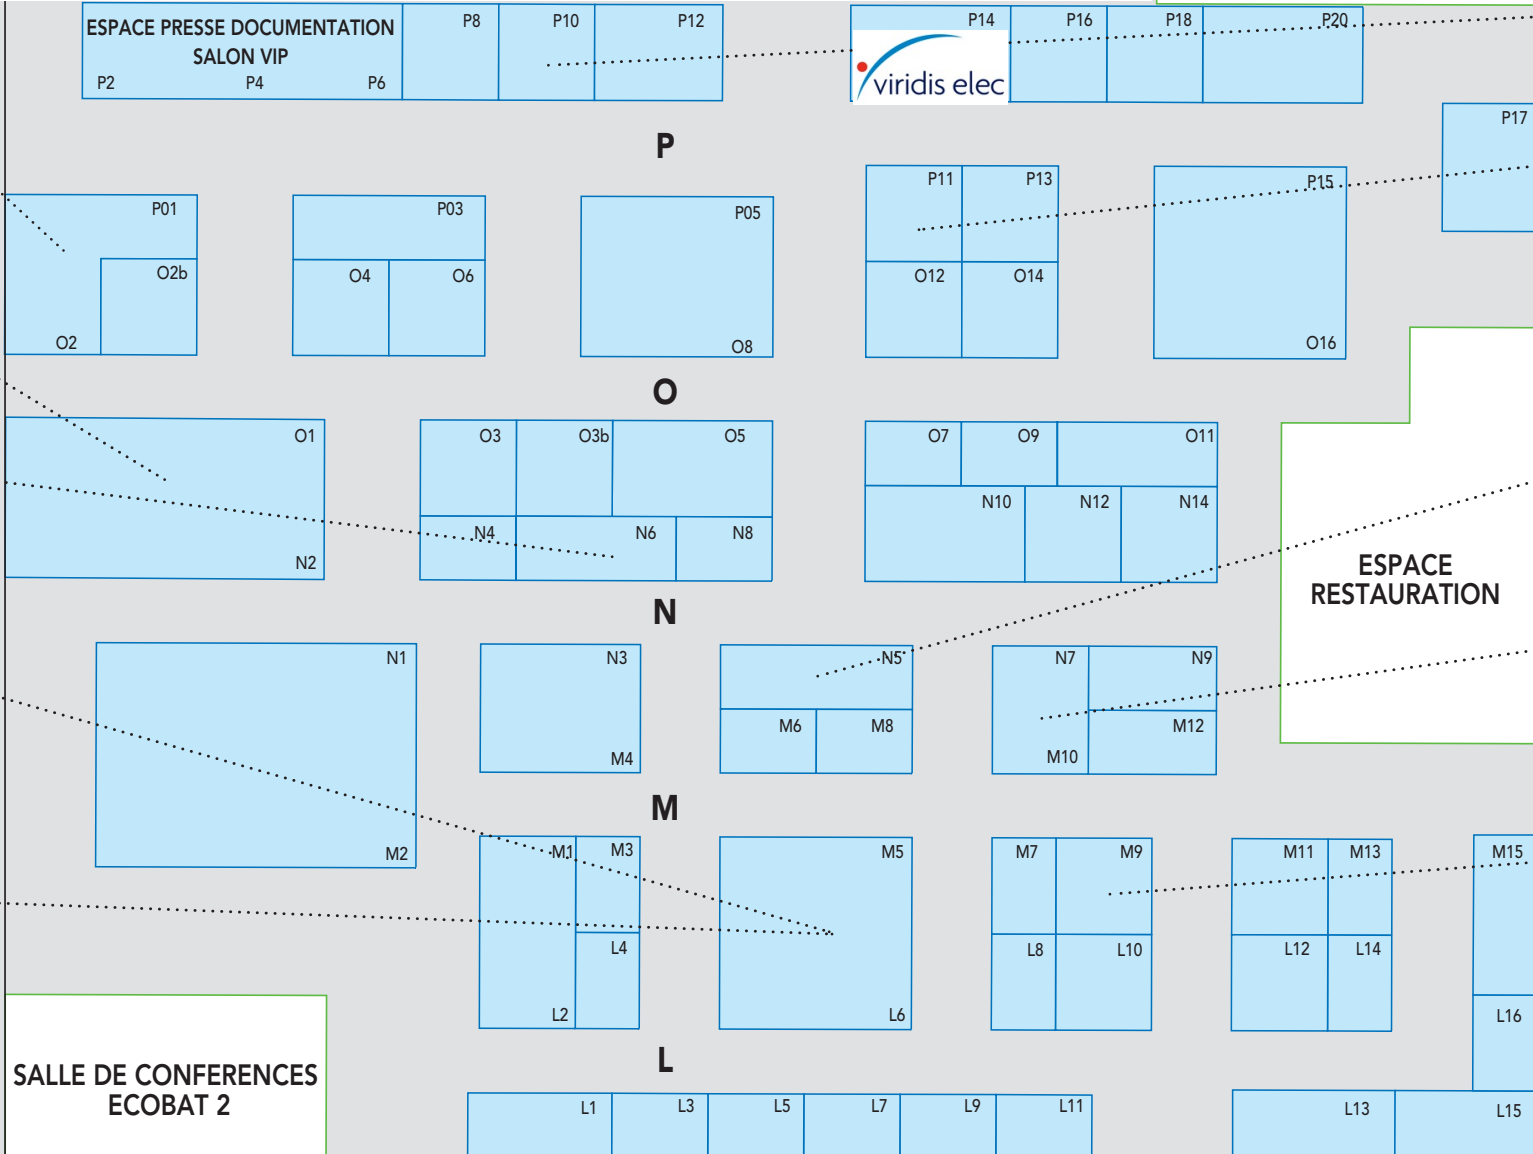 ESPACE PRESSE DOCUMENTATION
SALON VIP
P2 P4 P6
P8 P10 P12
P14 P16 P18 P20
viridis elec
P
P17
P01 P03 P05 P11 P13 P15
O2b O4 O6 O12 O14
O2 O8 O16
O
O1 O3 O3b O5 O7 O9 O11
N4 N6 N8 N10 N12 N14
N2
ESPACE
RESTAURATION
N
N1 N3 N5 N7 N9
M6 M8 M12
M4 M10
M
M2
M1 M3 M5 M7 M9 M11 M13 M15
L4 L8 L10 L12 L14
L2 L6 L16
L
SALLE DE CONFERENCES
ECOBAT 2
L1 L3 L5 L7 L9 L11 L13 L15